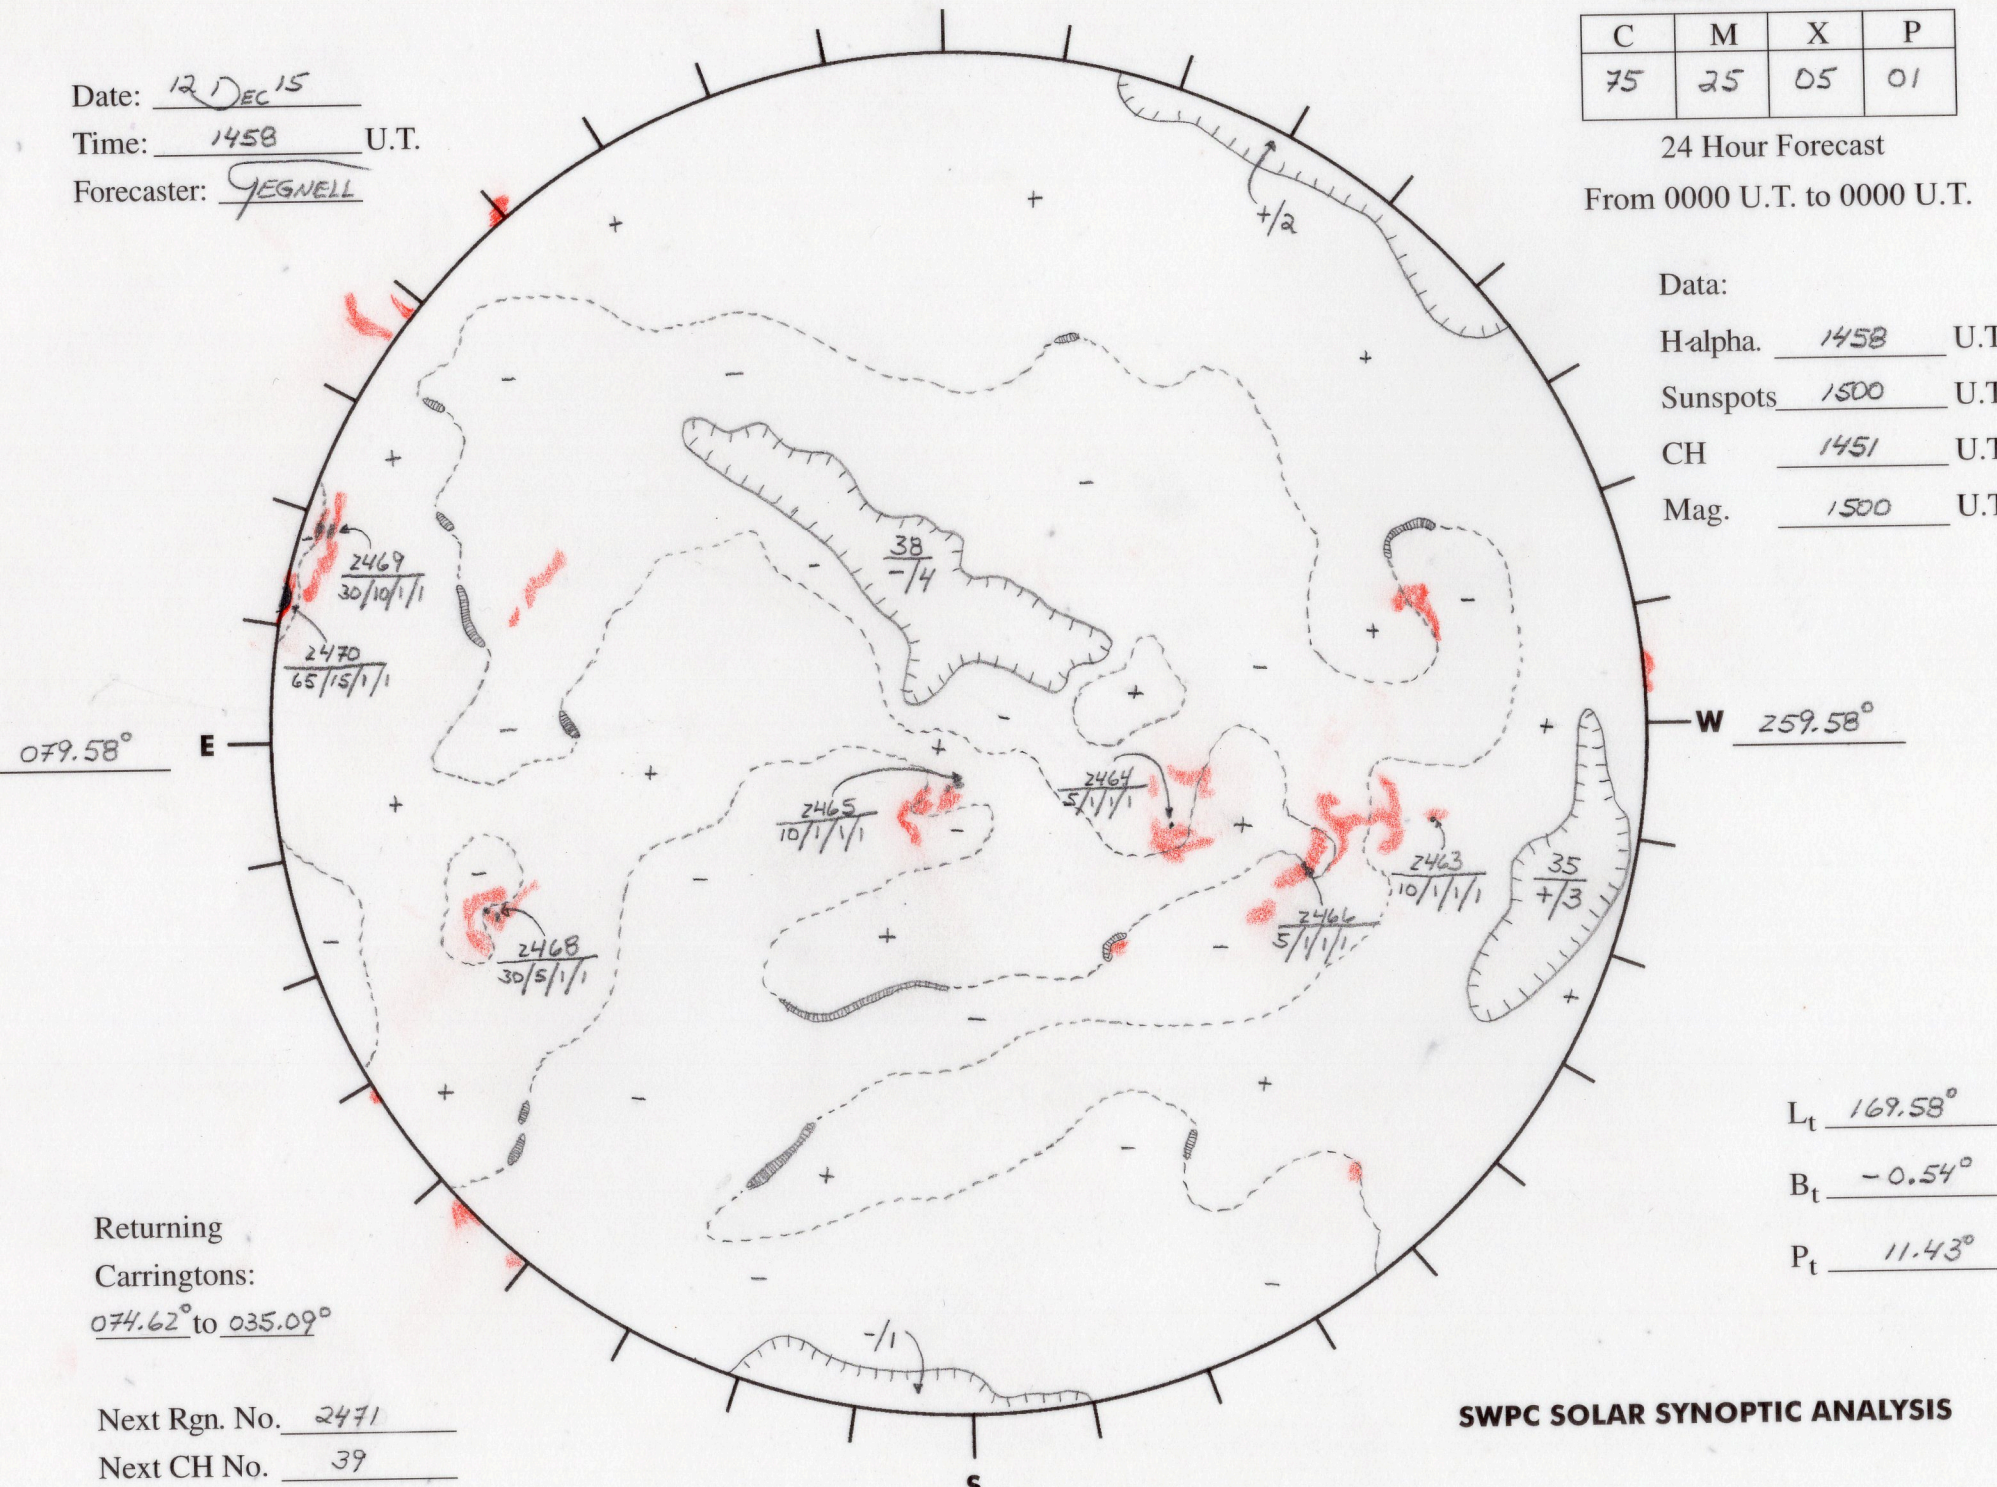 Date: 12 DEC 15
Time: 1458 U.T.
Forecaster: TEGNELL
C M X P
75 25 05 01
24 Hour Forecast
From 0000 U.T. to 0000 U.T.
Data:
H-alpha. 1458 U.T
Sunspots 1500 U.T
CH 1451 U.T
Mag. 1500 U.T
+/2
+
+
+
-
-
+
-
38
-/4
-
-
2469
30/10/1/1
-
+
2470
65/15/1/1
-
+
-
-
+
+
079.58° E
W 259.58°
+
+
2465
10/1/1/1
2464
5/1/1/1
-
+
2463
10/1/1/1
35
+/3
-
-
2468
30/5/1/1
2466
5/1/1/1
-
+
-
-
+
+
-
+
-
+
-
-
-
-/1
Lt 169.58°
Bt -0.54°
Pt 11.43°
Returning
Carringtons:
074.62° to 035.09°
Next Rgn. No. 2471
Next CH No. 39
S
SWPC SOLAR SYNOPTIC ANALYSIS